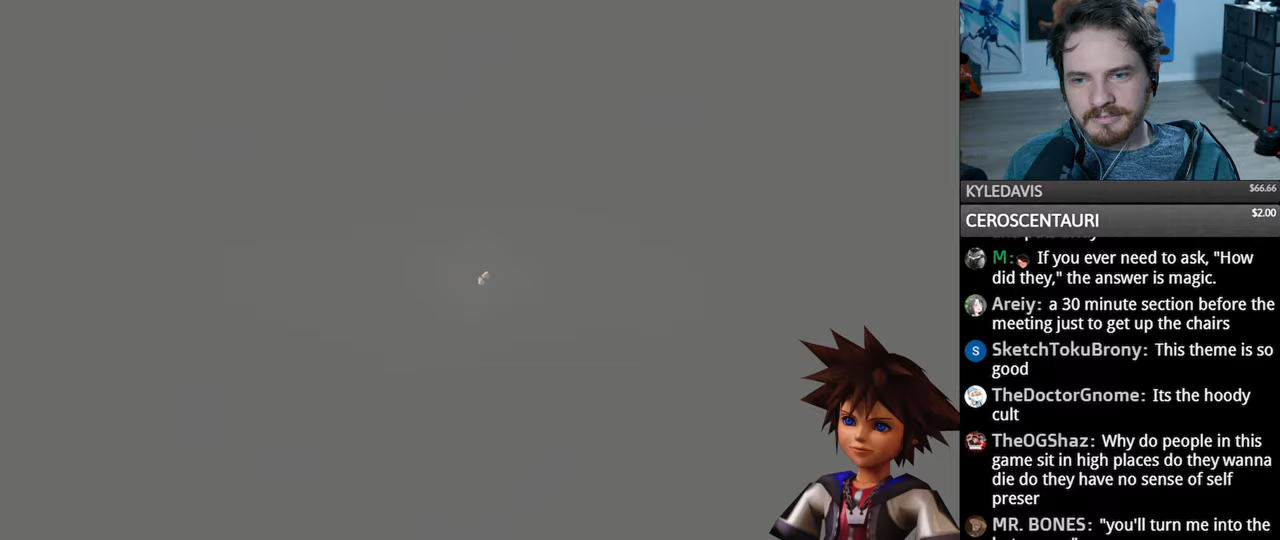 KYLEDAVIS
$66.66
CEROSCENTAURI
$2.00
M: If you ever need to ask, "How
did they," the answer is magic.
Areiy: a 30 minute section before the
meeting just to get up the chairs
S SketchTokuBrony: This theme is so
good
TheDoctorGnome: Its the hoody
cult
TheOGShaz: Why do people in this
game sit in high places do they wanna
die do they have no sense of self
preser
MR. BONES: "you'll turn me into the